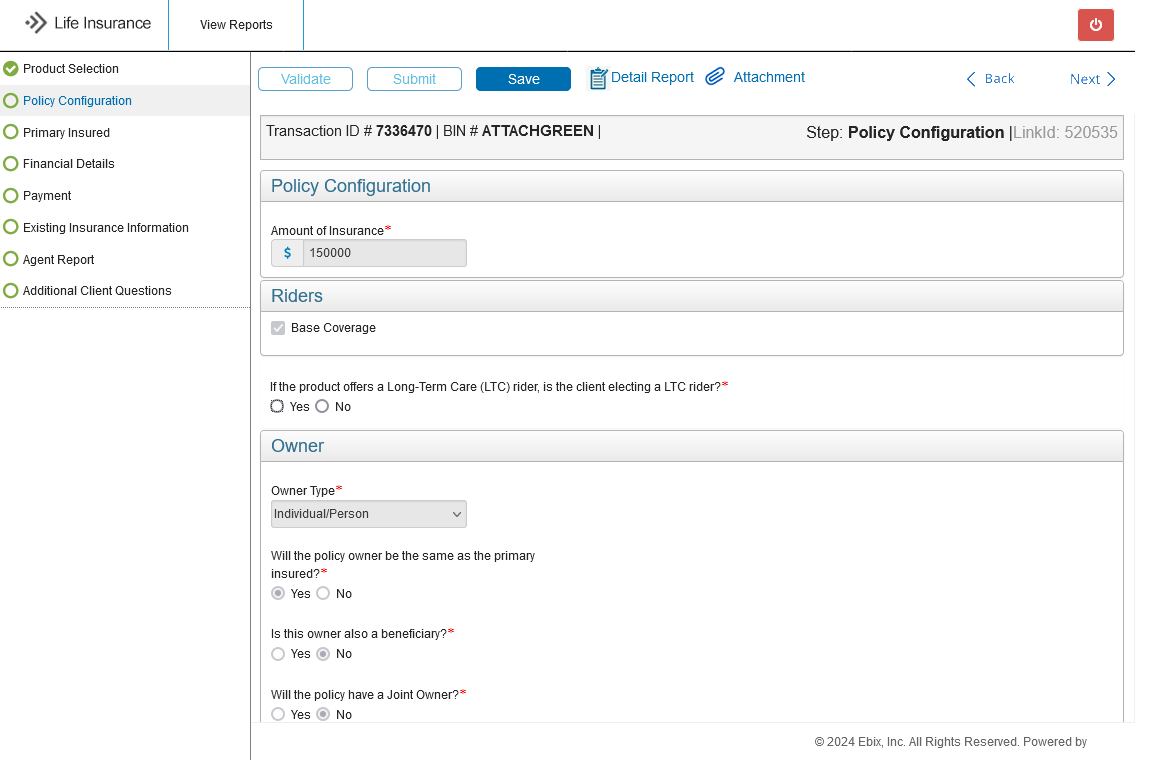 Life Insurance
View Reports
Product Selection
Policy Configuration
Primary Insured
Financial Details
Payment
Existing Insurance Information
Agent Report
Additional Client Questions
Validate Submit Save Detail Report Attachment Back Next
Transaction ID # 7336470 | BIN # ATTACHGREEN | Step: Policy Configuration |LinkId: 520535
Policy Configuration
Amount of Insurance*
$ 150000
Riders
Base Coverage
If the product offers a Long-Term Care (LTC) rider, is the client electing a LTC rider?*
Yes No
Owner
Owner Type*
Individual/Person
Will the policy owner be the same as the primary
insured?*
Yes No
Is this owner also a beneficiary?*
Yes No
Will the policy have a Joint Owner?*
Yes No
© 2024 Ebix, Inc. All Rights Reserved. Powered by